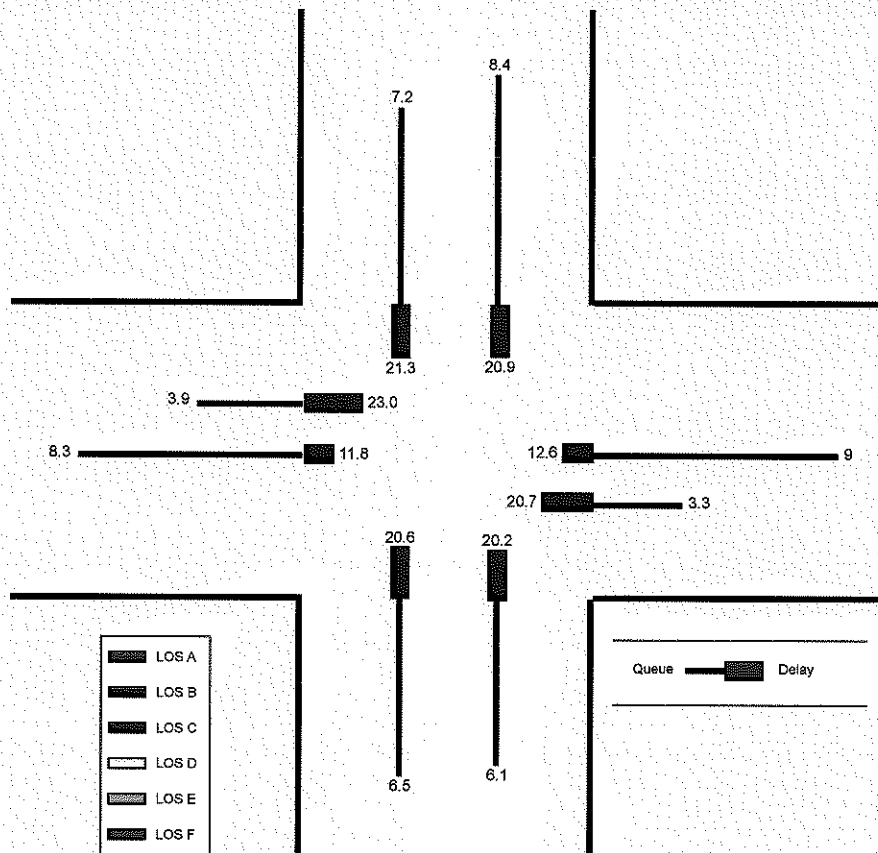 8.4
7.2
21.3
20.9
3.9
23.0
8.3
11.8
12.6
9
20.7
3.3
20.6
20.2
LOS A
LOS B
LOS C
LOS D
LOS E
LOS F
Queue Delay
6.5
6.1